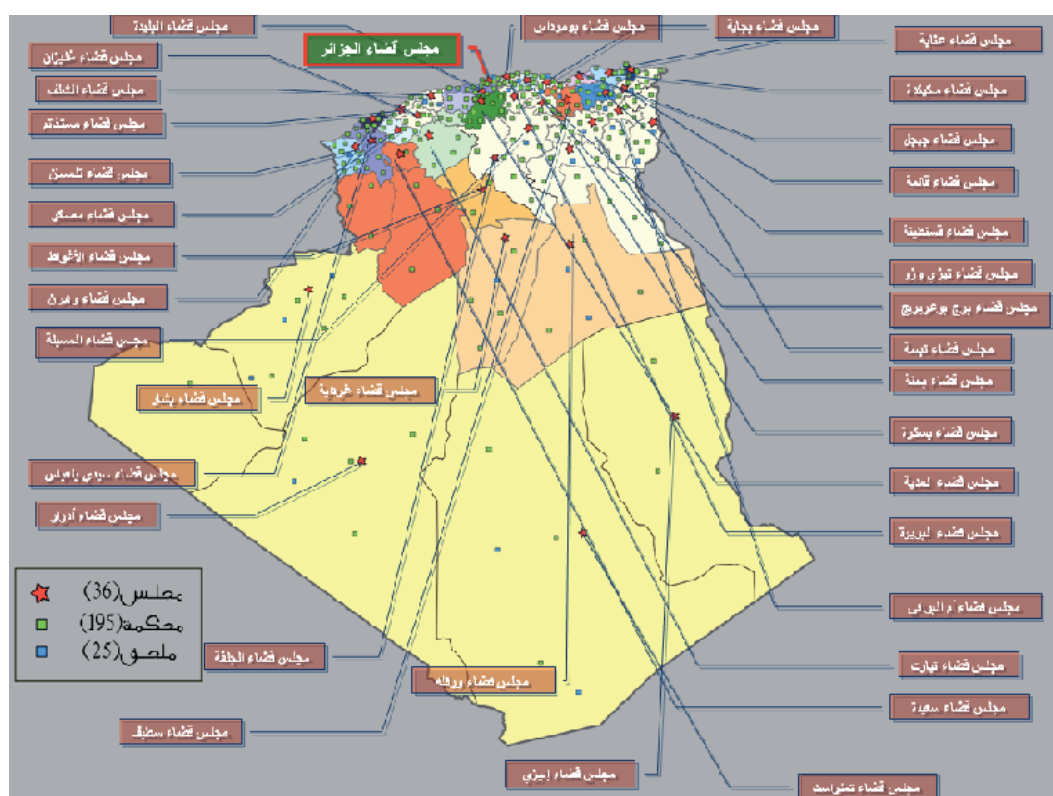 مجلس قضاء البليدة
مجلس قضاء بومرداس
مجلس قضاء بجاية
مجلس قضاء عنابة
مجلس قضاء الجزائر
مجلس قضاء غليزان
مجلس قضاء الشلف
مجلس قضاء سكيكدة
مجلس قضاء مستغانم
مجلس قضاء جيجل
مجلس قضاء تلمسان
مجلس قضاء قالمة
مجلس قضاء معسكر
مجلس قضاء قسنطينة
مجلس قضاء الأغواط
مجلس قضاء تيزي وزو
مجلس قضاء وهران
مجلس قضاء برج بوعريريج
مجلس قضاء المسيلة
مجلس قضاء تبسة
مجلس قضاء باتنة
مجلس قضاء بشار
مجلس قضاء غرداية
مجلس قضاء بسكرة
مجلس قضاء سيدي بلعباس
مجلس قضاء المدية
مجلس قضاء أدرار
مجلس قضاء البويرة
مجلس (36)
محكمة (195)
ملحق (25)
مجلس قضاء أم البواقي
مجلس قضاء الجلفة
مجلس قضاء ورقلة
مجلس قضاء تيارت
مجلس قضاء سعيدة
مجلس قضاء سطيف
مجلس قضاء إليزي
مجلس قضاء تمنراست